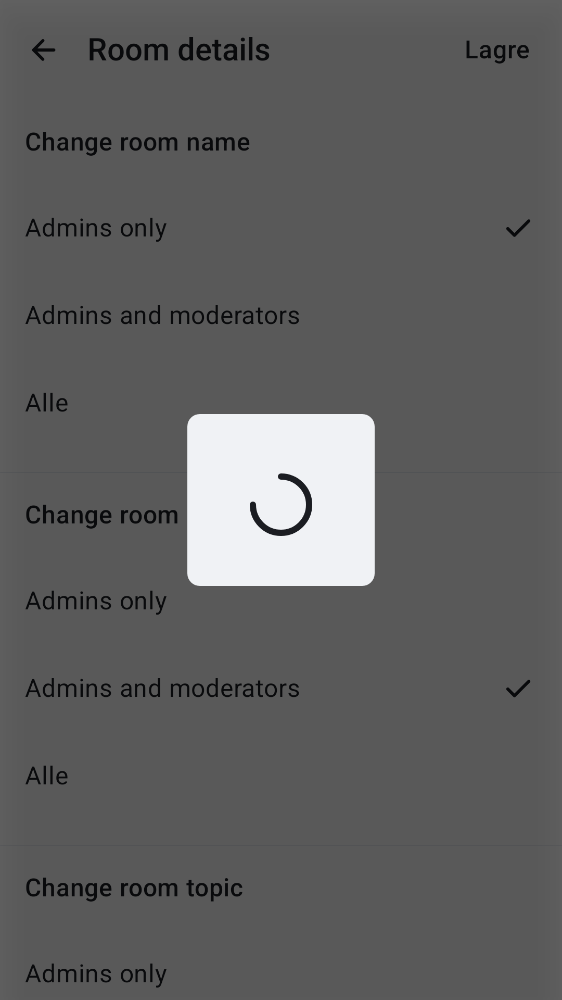 Room details
Lagre
Change room name
Admins only
Admins and moderators
Alle
Change room
Admins only
Admins and moderators
Alle
Change room topic
Admins only